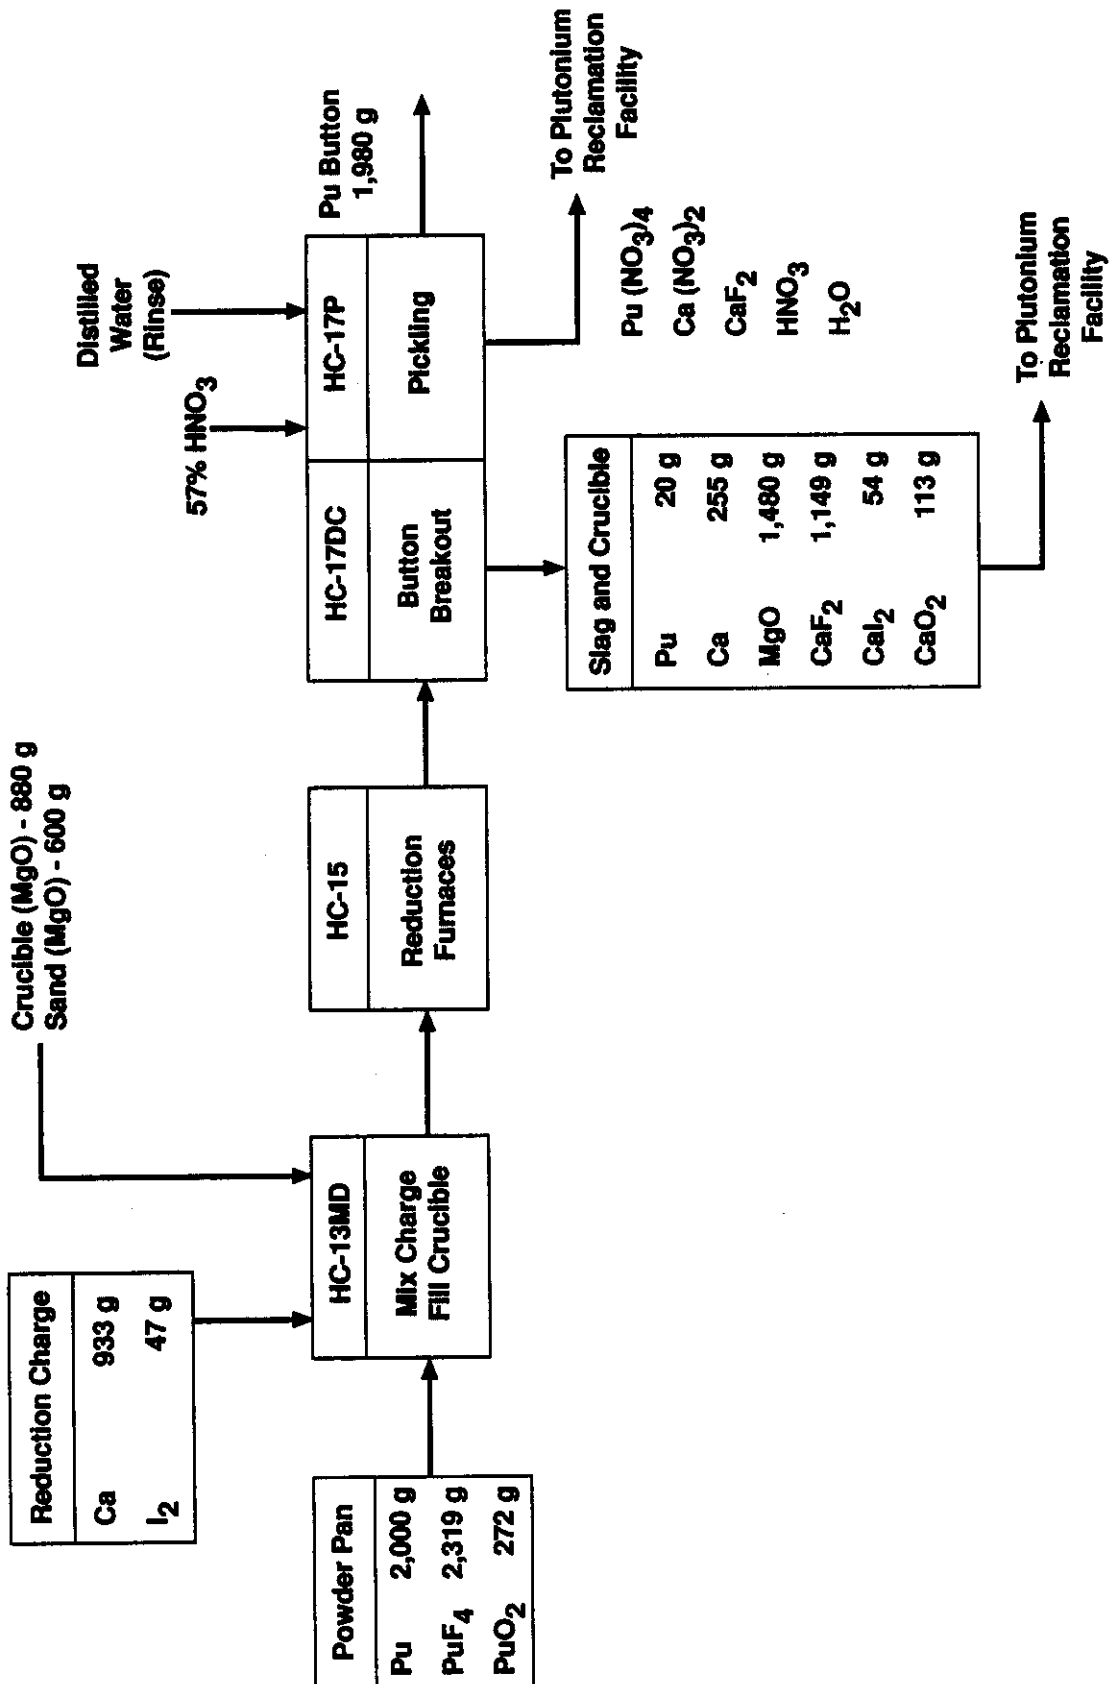 Reduction Charge
Ca 933 g
I2 47 g
Crucible (MgO) - 880 g
Sand (MgO) - 600 g
57% HNO3
Distilled
Water
(Rinse)
Powder Pan
Pu 2,000 g
PuF4 2,319 g
PuO2 272 g
HC-13MD
Mix Charge
Fill Crucible
HC-15
Reduction
Furnaces
HC-17DC
Button
Breakout
HC-17P
Pickling
Pu Button
1,980 g
Pu (NO3)4
Ca (NO3)2
CaF2
HNO3
H2O
To Plutonium
Reclamation
Facility
Slag and Crucible
Pu 20 g
Ca 255 g
MgO 1,480 g
CaF2 1,149 g
CaI2 54 g
CaO2 113 g
To Plutonium
Reclamation
Facility